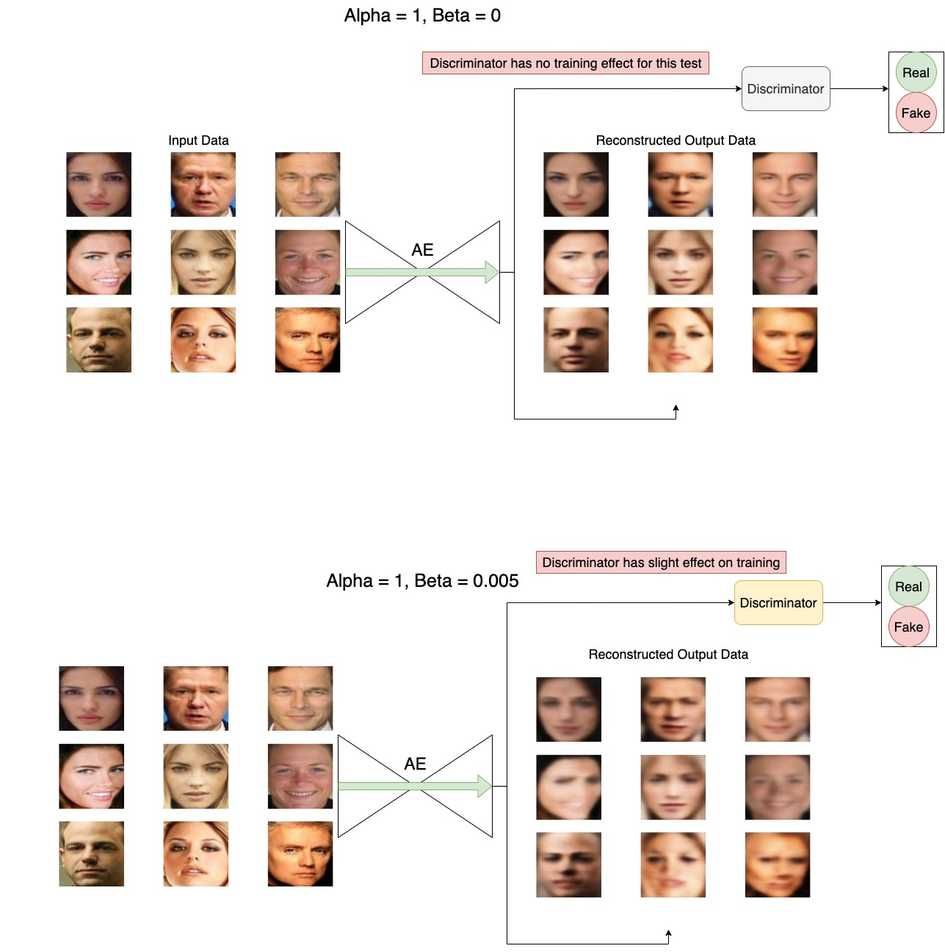 Alpha = 1, Beta = 0
Discriminator has no training effect for this test
Discriminator
Real
Fake
Input Data
Reconstructed Output Data
AE
Discriminator has slight effect on training
Alpha = 1, Beta = 0.005
Discriminator
Real
Fake
Reconstructed Output Data
AE